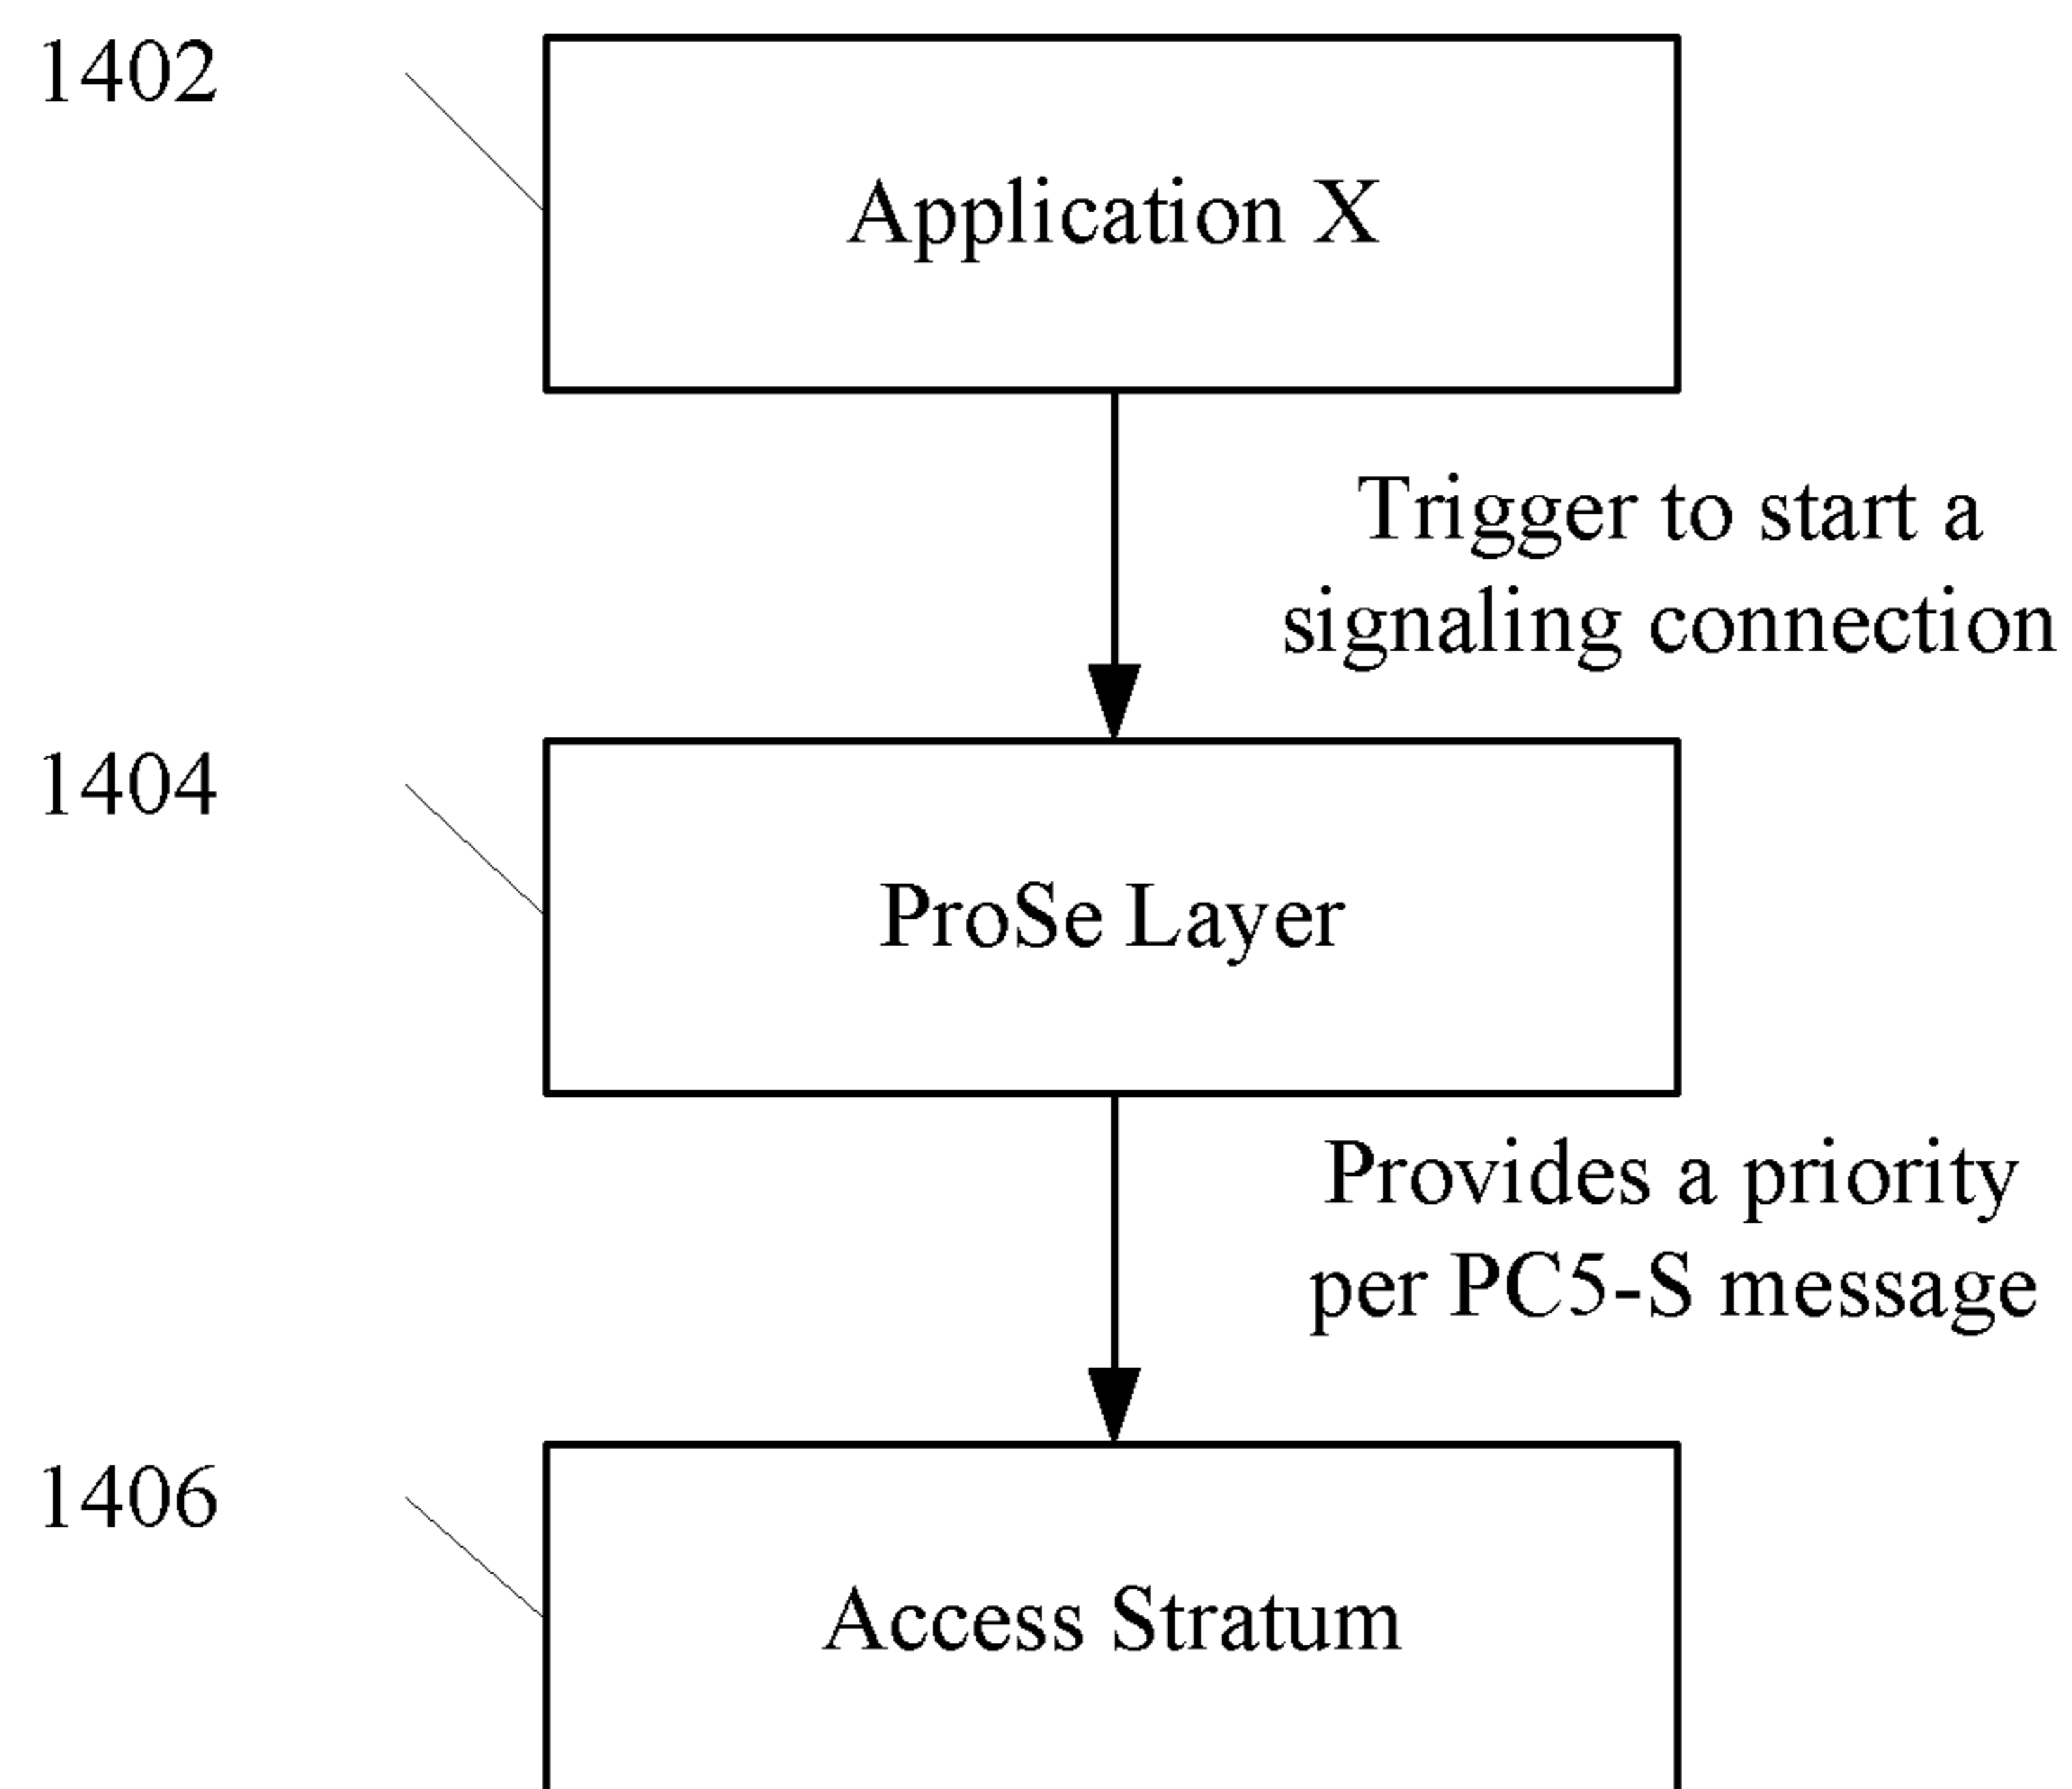 1402
Application X
Trigger to start a
signaling connection
1404
ProSe Layer
Provides a priority
per PC5-S message
1406
Access Stratum